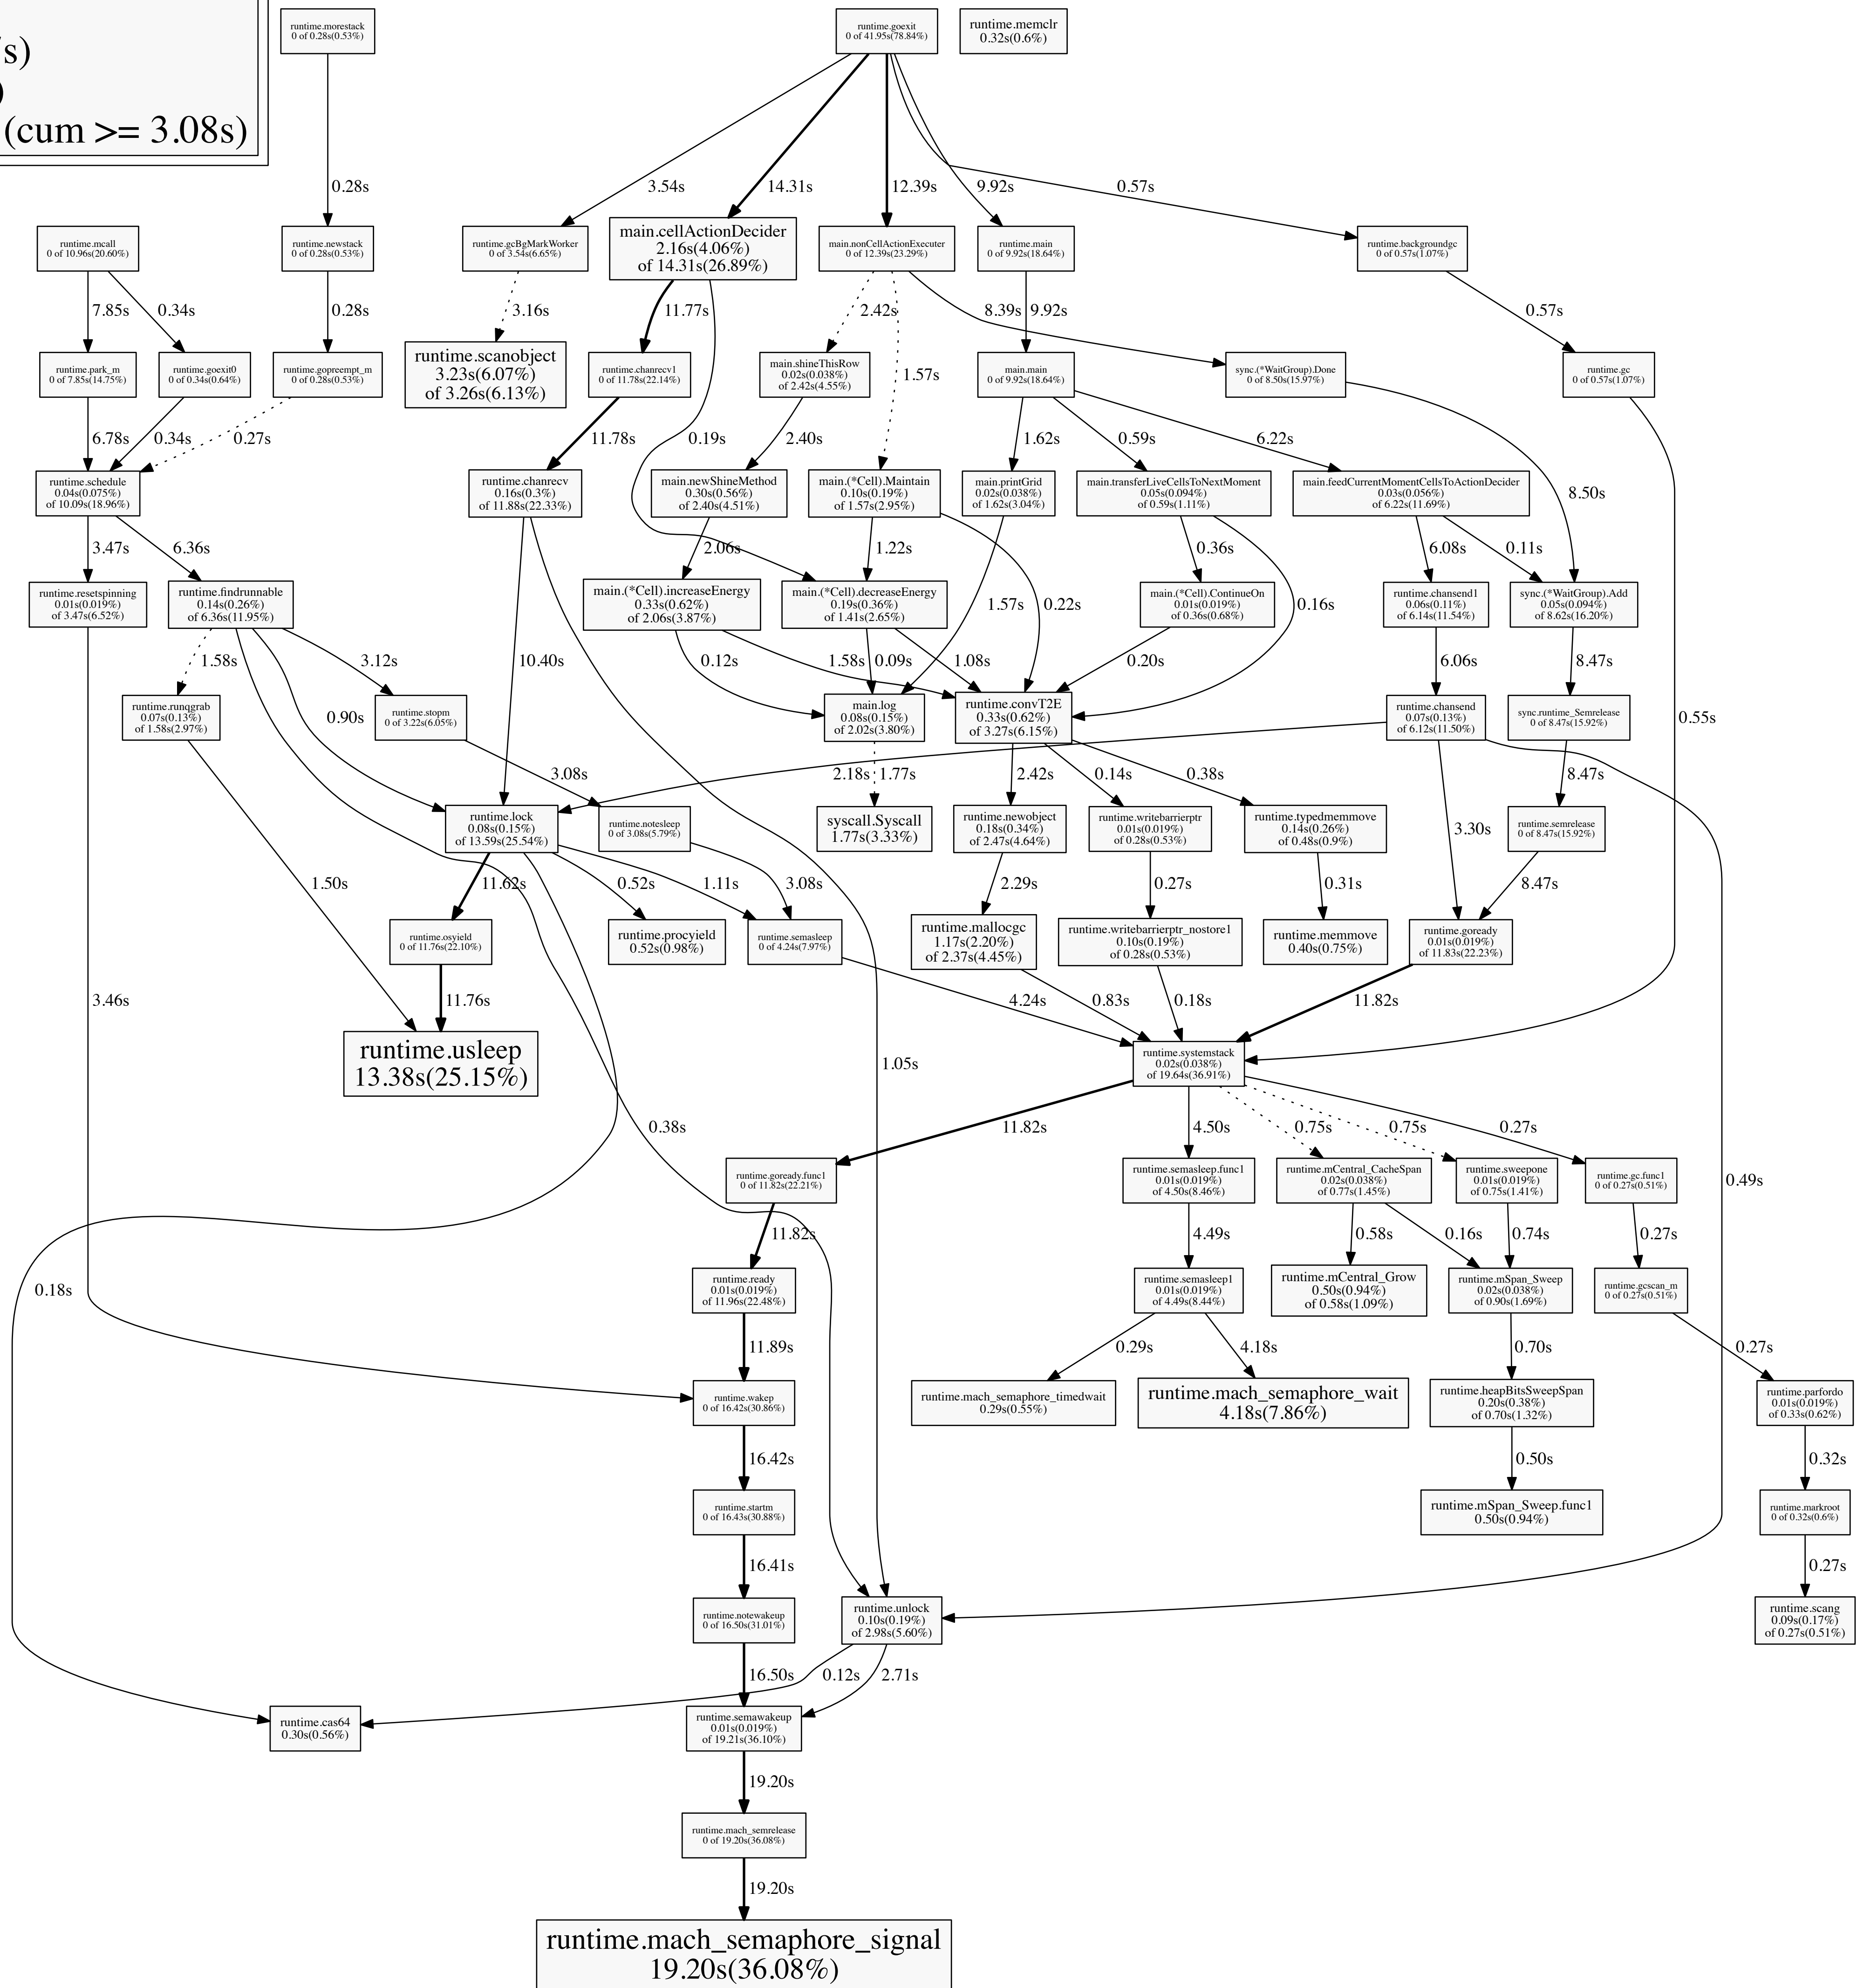 s)
)
(cum >= 3.08s)
runtime.morestack
0 of 0.28s(0.53%)
runtime.goexit
0 of 41.95s(78.84%)
runtime.memclr
0.32s(0.6%)
0.28s
3.54s
14.31s
12.39s
9.92s
0.57s
runtime.mcall
0 of 10.96s(20.60%)
runtime.newstack
0 of 0.28s(0.53%)
runtime.gcBgMarkWorker
0 of 3.54s(6.65%)
main.cellActionDecider
2.16s(4.06%)
of 14.31s(26.89%)
main.nonCellActionExecuter
0 of 12.39s(23.29%)
runtime.main
0 of 9.92s(18.64%)
runtime.backgroundgc
0 of 0.57s(1.07%)
7.85s
0.34s
0.28s
3.16s
11.77s
2.42s
8.39s
9.92s
0.57s
runtime.park_m
0 of 7.85s(14.75%)
runtime.goexit0
0 of 0.34s(0.64%)
runtime.gopreempt_m
0 of 0.28s(0.53%)
runtime.scanobject
3.23s(6.07%)
of 3.26s(6.13%)
runtime.chanrecv1
0 of 11.78s(22.14%)
main.shineThisRow
0.02s(0.038%)
of 2.42s(4.55%)
1.57s
main.main
0 of 9.92s(18.64%)
sync.(*WaitGroup).Done
0 of 8.50s(15.97%)
runtime.gc
0 of 0.57s(1.07%)
6.78s
0.34s
0.27s
11.78s
0.19s
2.40s
1.62s
0.59s
6.22s
runtime.schedule
0.04s(0.075%)
of 10.09s(18.96%)
runtime.chanrecv
0.16s(0.3%)
of 11.88s(22.33%)
main.newShineMethod
0.30s(0.56%)
of 2.40s(4.51%)
main.(*Cell).Maintain
0.10s(0.19%)
of 1.57s(2.95%)
main.printGrid
0.02s(0.038%)
of 1.62s(3.04%)
main.transferLiveCellsToNextMoment
0.05s(0.094%)
of 0.59s(1.11%)
main.feedCurrentMomentCellsToActionDecider
0.03s(0.056%)
of 6.22s(11.69%)
8.50s
3.47s
6.36s
2.06s
1.22s
0.36s
6.08s
0.11s
runtime.resetspinning
0.01s(0.019%)
of 3.47s(6.52%)
runtime.findrunnable
0.14s(0.26%)
of 6.36s(11.95%)
main.(*Cell).increaseEnergy
0.33s(0.62%)
of 2.06s(3.87%)
main.(*Cell).decreaseEnergy
0.19s(0.36%)
of 1.41s(2.65%)
1.57s
0.22s
main.(*Cell).ContinueOn
0.01s(0.019%)
of 0.36s(0.68%)
0.16s
runtime.chansend1
0.06s(0.11%)
of 6.14s(11.54%)
sync.(*WaitGroup).Add
0.05s(0.094%)
of 8.62s(16.20%)
1.58s
3.12s
10.40s
0.12s
1.58s
0.09s
1.08s
0.20s
6.06s
8.47s
runtime.runqgrab
0.07s(0.13%)
of 1.58s(2.97%)
0.90s
runtime.stopm
0 of 3.22s(6.05%)
main.log
0.08s(0.15%)
of 2.02s(3.80%)
runtime.convT2E
0.33s(0.62%)
of 3.27s(6.15%)
runtime.chansend
0.07s(0.13%)
of 6.12s(11.50%)
sync.runtime_Semrelease
0 of 8.47s(15.92%)
0.55s
3.08s
2.18s
1.77s
2.42s
0.14s
0.38s
8.47s
runtime.lock
0.08s(0.15%)
of 13.59s(25.54%)
runtime.notesleep
0 of 3.08s(5.79%)
syscall.Syscall
1.77s(3.33%)
runtime.newobject
0.18s(0.34%)
of 2.47s(4.64%)
runtime.writebarrierptr
0.01s(0.019%)
of 0.28s(0.53%)
runtime.typedmemmove
0.14s(0.26%)
of 0.48s(0.9%)
3.30s
runtime.semrelease
0 of 8.47s(15.92%)
1.50s
11.62s
0.52s
1.11s
3.08s
2.29s
0.27s
0.31s
8.47s
runtime.osyield
0 of 11.76s(22.10%)
runtime.procyield
0.52s(0.98%)
runtime.semasleep
0 of 4.24s(7.97%)
runtime.mallocgc
1.17s(2.20%)
of 2.37s(4.45%)
runtime.writebarrierptr_nostore1
0.10s(0.19%)
of 0.28s(0.53%)
runtime.memmove
0.40s(0.75%)
runtime.goready
0.01s(0.019%)
of 11.83s(22.23%)
3.46s
11.76s
4.24s
0.83s
0.18s
11.82s
runtime.usleep
13.38s(25.15%)
1.05s
runtime.systemstack
0.02s(0.038%)
of 19.64s(36.91%)
0.38s
11.82s
4.50s
0.75s
0.75s
0.27s
runtime.goready.func1
0 of 11.82s(22.21%)
runtime.semasleep.func1
0.01s(0.019%)
of 4.50s(8.46%)
runtime.mCentral_CacheSpan
0.02s(0.038%)
of 0.77s(1.45%)
runtime.sweepone
0.01s(0.019%)
of 0.75s(1.41%)
runtime.gc.func1
0 of 0.27s(0.51%)
0.49s
11.82s
4.49s
0.58s
0.16s
0.74s
0.27s
0.18s
runtime.ready
0.01s(0.019%)
of 11.96s(22.48%)
runtime.semasleep1
0.01s(0.019%)
of 4.49s(8.44%)
runtime.mCentral_Grow
0.50s(0.94%)
of 0.58s(1.09%)
runtime.mSpan_Sweep
0.02s(0.038%)
of 0.90s(1.69%)
runtime.gcscan_m
0 of 0.27s(0.51%)
11.89s
0.29s
4.18s
0.70s
0.27s
runtime.wakep
0 of 16.42s(30.86%)
runtime.mach_semaphore_timedwait
0.29s(0.55%)
runtime.mach_semaphore_wait
4.18s(7.86%)
runtime.heapBitsSweepSpan
0.20s(0.38%)
of 0.70s(1.32%)
runtime.parfordo
0.01s(0.019%)
of 0.33s(0.62%)
16.42s
0.50s
0.32s
runtime.startm
0 of 16.43s(30.88%)
runtime.mSpan_Sweep.func1
0.50s(0.94%)
runtime.markroot
0 of 0.32s(0.6%)
16.41s
0.27s
runtime.notewakeup
0 of 16.50s(31.01%)
runtime.unlock
0.10s(0.19%)
of 2.98s(5.60%)
runtime.scang
0.09s(0.17%)
of 0.27s(0.51%)
16.50s
0.12s
2.71s
runtime.cas64
0.30s(0.56%)
runtime.semawakeup
0.01s(0.019%)
of 19.21s(36.10%)
19.20s
runtime.mach_semrelease
0 of 19.20s(36.08%)
19.20s
runtime.mach_semaphore_signal
19.20s(36.08%)